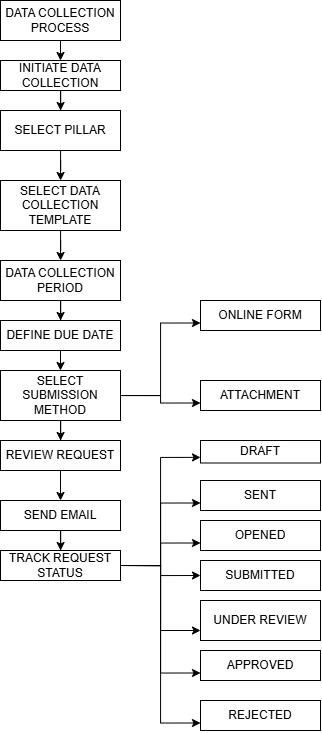 DATA COLLECTION
PROCESS
INITIATE DATA
COLLECTION
SELECT PILLAR
SELECT DATA
COLLECTION
TEMPLATE
DATA COLLECTION
PERIOD
DEFINE DUE DATE
SELECT
SUBMISSION
METHOD
ONLINE FORM
ATTACHMENT
REVIEW REQUEST
SEND EMAIL
TRACK REQUEST
STATUS
DRAFT
SENT
OPENED
SUBMITTED
UNDER REVIEW
APPROVED
REJECTED